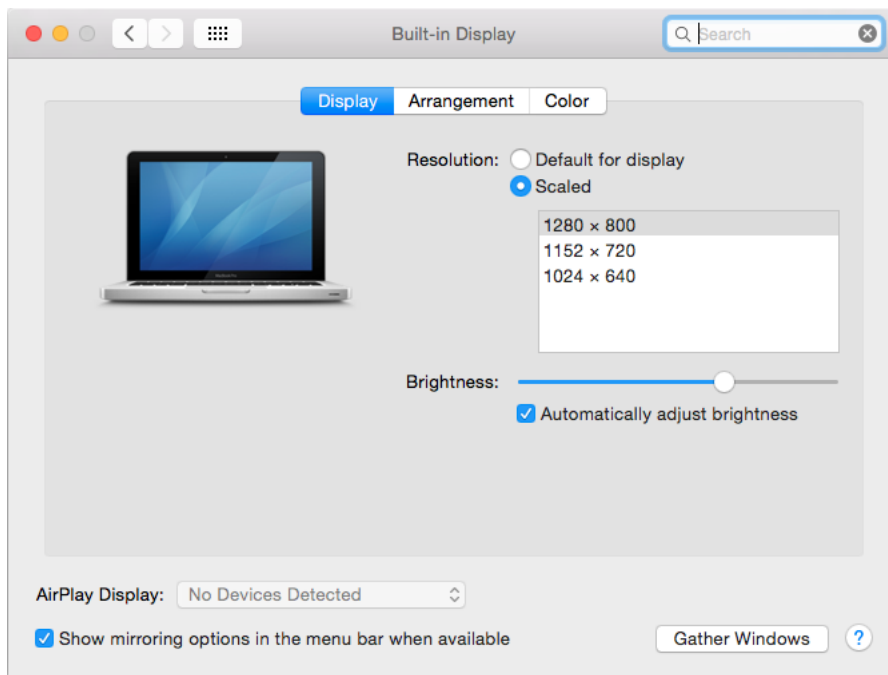 Built-in Display
Search
Display Arrangement Color
Resolution: Default for display
Scaled
1280 × 800
1152 × 720
1024 × 640
Brightness:
Automatically adjust brightness
AirPlay Display: No Devices Detected
Show mirroring options in the menu bar when available
Gather Windows ?